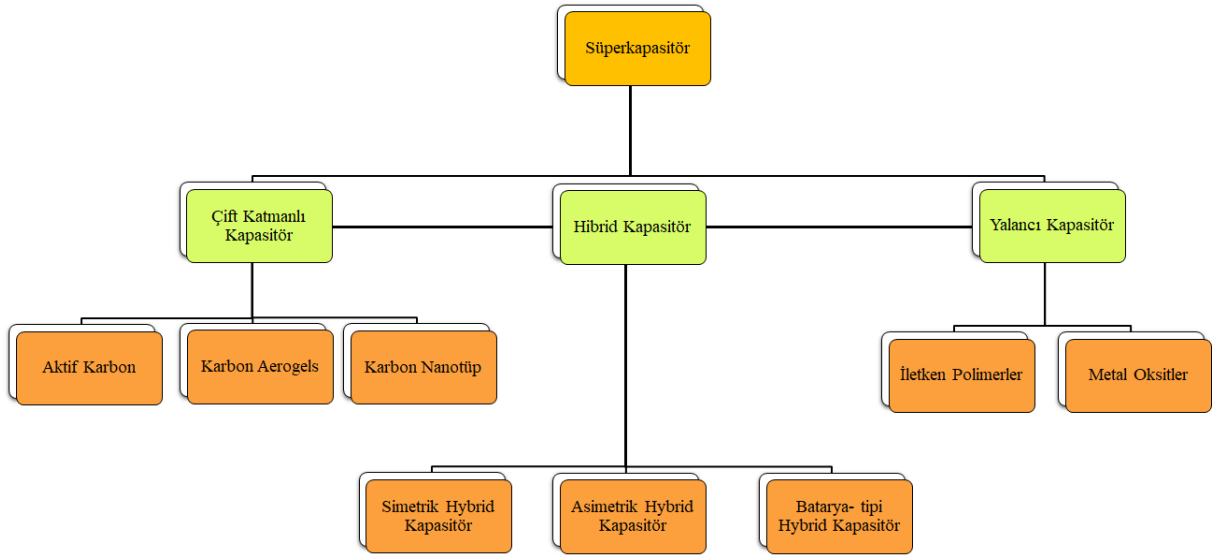 Süperkapasitör
Çift Katmanlı
Kapasitör
Hibrid Kapasitör
Yalancı Kapasitör
Aktif Karbon
Karbon Aerogels
Karbon Nanotüp
İletken Polimerler
Metal Oksitler
Simetrik Hybrid
Kapasitör
Asimetrik Hybrid
Kapasitör
Batarya- tipi
Hybrid Kapasitör